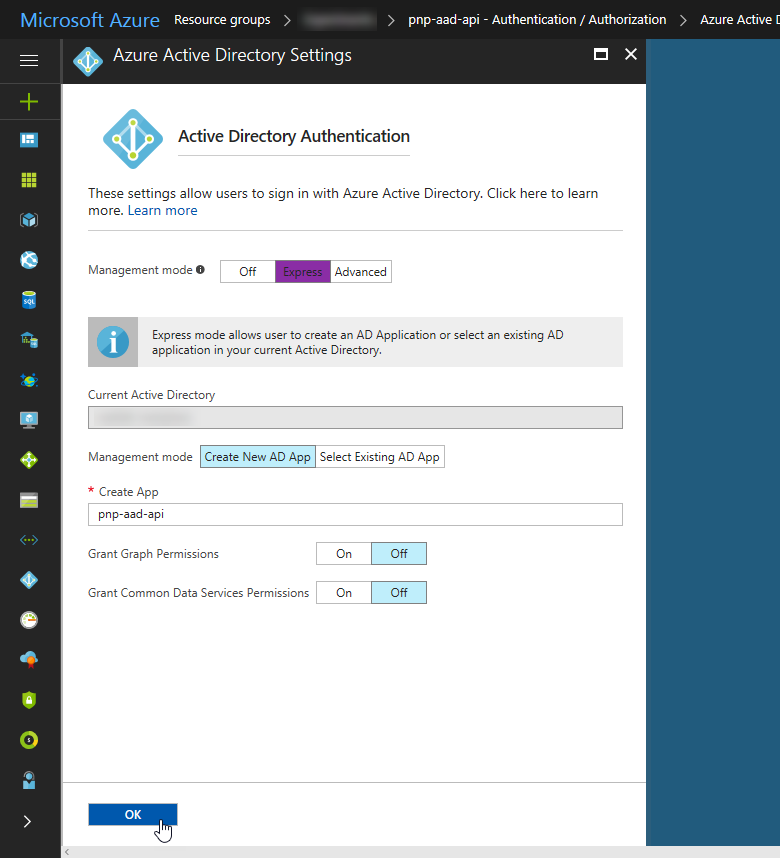 Microsoft Azure Resource groups > > pnp-aad-api - Authentication / Authorization > Azure Active D
Azure Active Directory Settings
Active Directory Authentication
These settings allow users to sign in with Azure Active Directory. Click here to learn
more. Learn more
Management mode Off Express Advanced
Express mode allows user to create an AD Application or select an existing AD
application in your current Active Directory.
Current Active Directory
Management mode Create New AD App Select Existing AD App
* Create App
pnp-aad-api
Grant Graph Permissions On Off
Grant Common Data Services Permissions On Off
OK